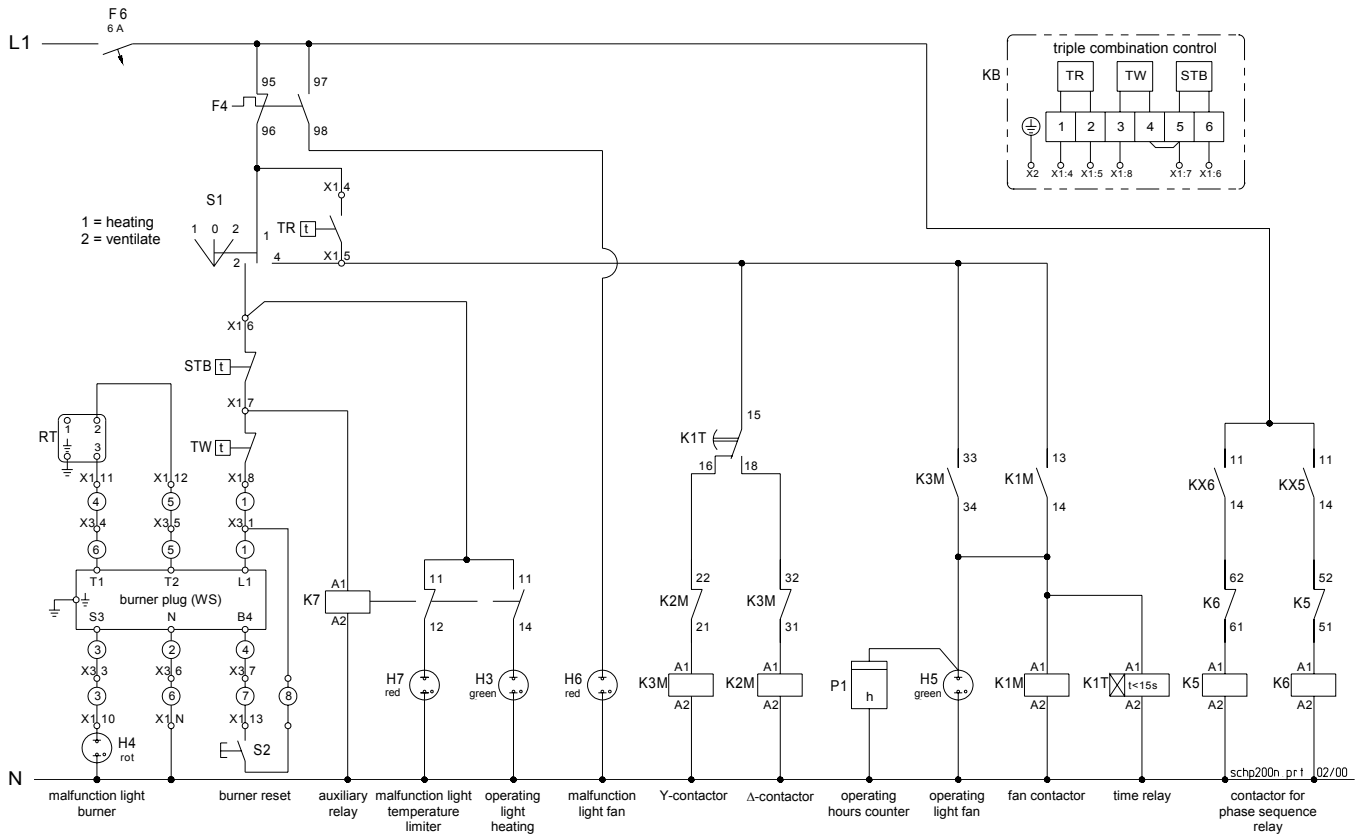 F 6
6 A
L1
triple combination control
KB
TR
TW
STB
1 2 3 4 5 6
X2 X1:4 X1:5 X1:8 X1:7 X1:6
95 97
F4
96 98
S1
1 = heating
2 = ventilate
1 0 2
1
2
4
X1 4
TR t
X1 5
X1 6
STB t
X1 7
TW t
X1 8
RT
1 2
3
X1 11
X1 12
4 5 1
X3 4
X3 5
X3 1
6 5 1
T1 T2 L1
burner plug (WS)
S3 N B4
3 2 4
X3 3
X3 6
X3 7
3 6 7 8
X1 10
X1 N
X1 13
H4
rot
S2
15
K1T
16 18
33
K3M
34
13
K1M
14
11
KX6
14
11
KX5
14
A1
K7
A2
11
12
11
14
22
K2M
21
32
K3M
31
62
K6
61
52
K5
51
H7
red
H3
green
H6
red
A1
K3M
A2
A1
K2M
A2
P1
h
H5
green
A1
K1M
A2
A1
K1T t<15s
A2
A1
K5
A2
A1
K6
A2
N
schp200n prt 02/00
malfunction light
burner
burner reset
auxiliary
relay
malfunction light
temperature
limiter
operating
light
heating
malfunction
light fan
Y-contactor
Δ-contactor
operating
hours counter
operating
light fan
fan contactor
time relay
contactor for
phase sequence
relay